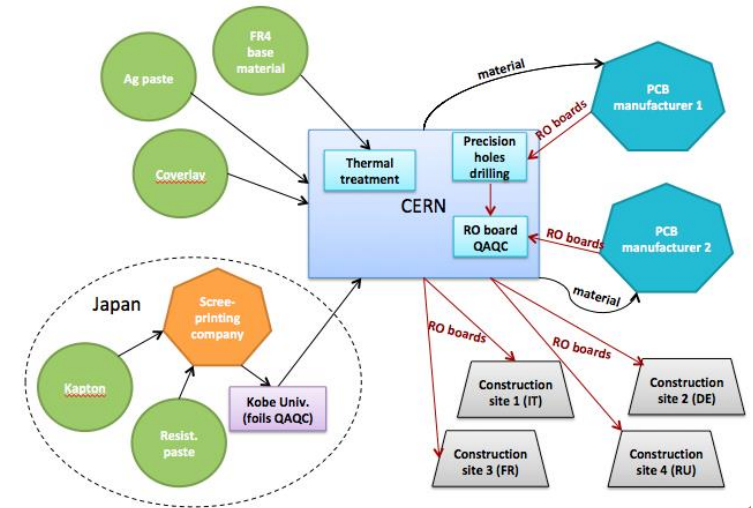 FR4
base
material
Ag paste
Coverlay
material
PCB
manufacturer 1
RO boards
Precision
holes
drilling
Thermal
treatment
CERN
RO board
QAQC
RO boards
PCB
manufacturer 2
material
Japan
Scree-
printing
company
Kapton
Resist.
paste
Kobe Univ.
(foils QAQC)
RO boards
RO boards
Construction
site 1 (IT)
Construction
site 2 (DE)
Construction
site 3 (FR)
Construction
site 4 (RU)